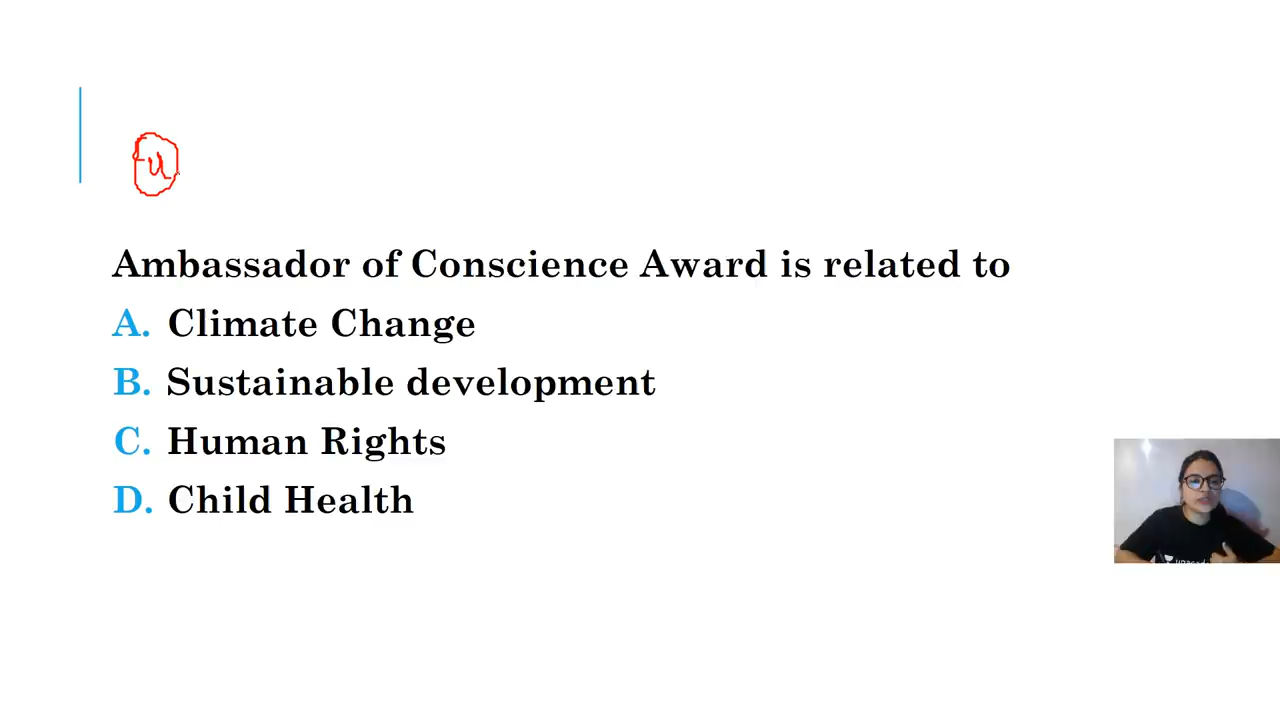 u
Ambassador of Conscience Award is related to
A. Climate Change
B. Sustainable development
C. Human Rights
D. Child Health